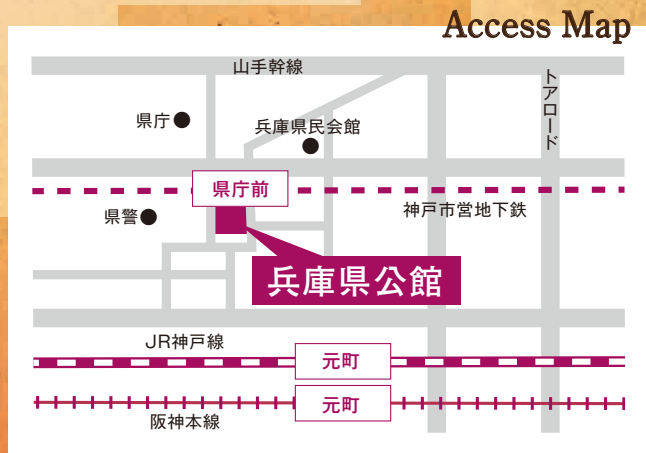 Access Map
山手幹線
トアロード
県庁
兵庫県民会館
県庁前
県警
神戸市営地下鉄
兵庫県公館
JR神戸線
元町
元町
阪神本線